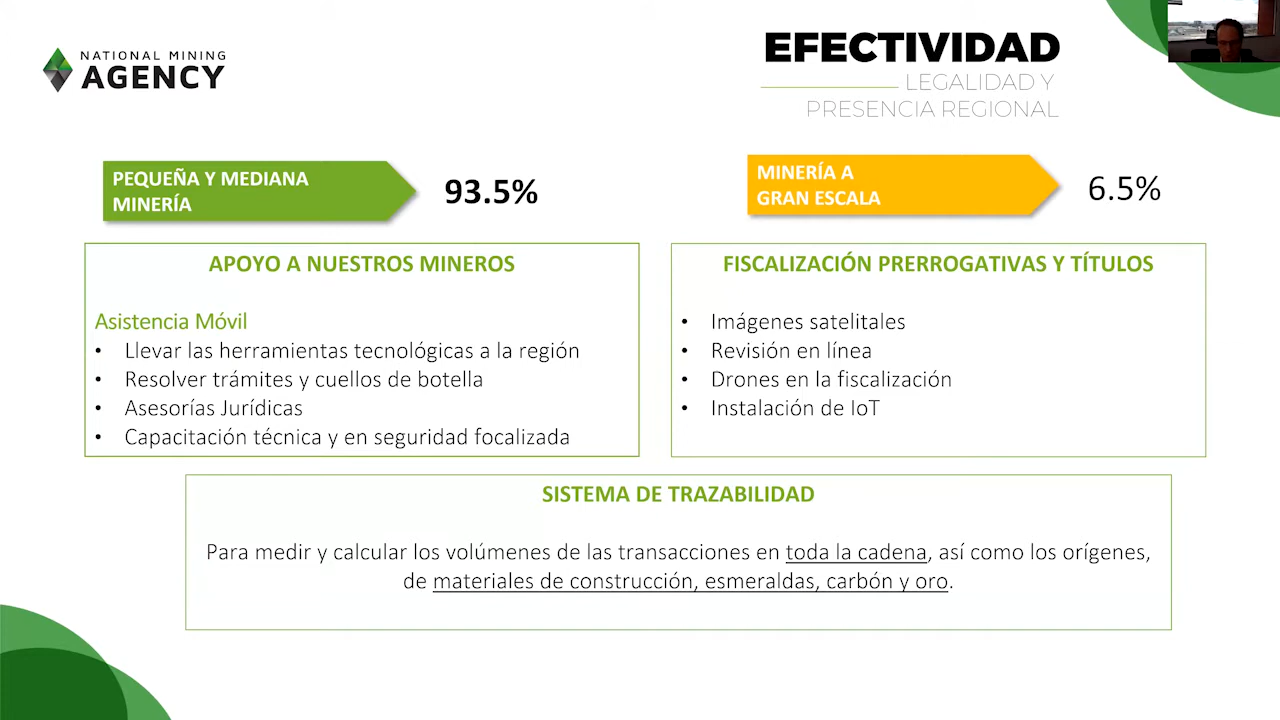 NATIONAL MINING
AGENCY
EFECTIVIDAD
LEGALIDAD Y
PRESENCIA REGIONAL
PEQUEÑA Y MEDIANA
MINERÍA
93.5%
MINERÍA A
GRAN ESCALA
6.5%
APOYO A NUESTROS MINEROS
Asistencia Móvil
• Llevar las herramientas tecnológicas a la región
• Resolver trámites y cuellos de botella
• Asesorías Jurídicas
• Capacitación técnica y en seguridad focalizada
FISCALIZACIÓN PRERROGATIVAS Y TÍTULOS
• Imágenes satelitales
• Revisión en línea
• Drones en la fiscalización
• Instalación de IoT
SISTEMA DE TRAZABILIDAD
Para medir y calcular los volúmenes de las transacciones en toda la cadena, así como los orígenes,
de materiales de construcción, esmeraldas, carbón y oro.